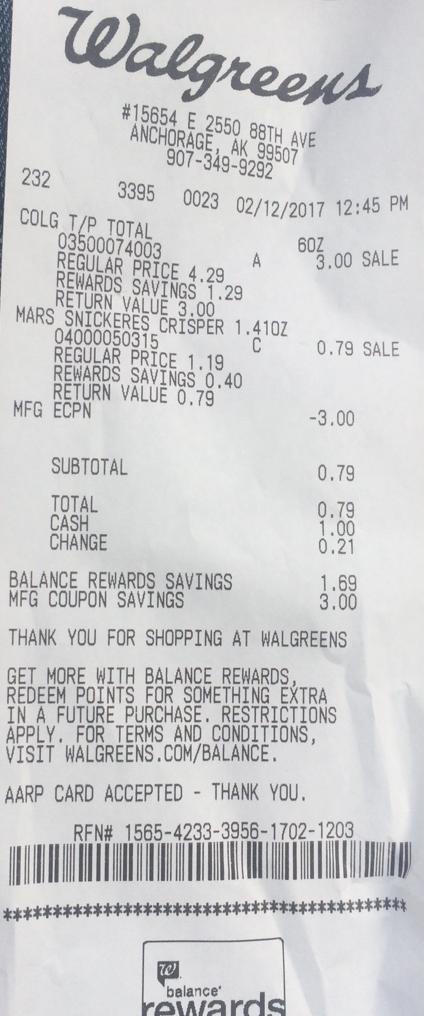 Walgreens
#15654 E 2550 88TH AVE
ANCHORAGE, AK 99507
907-349-9292
232 3395 0023 02/12/2017 12:45 PM
COLG T/P TOTAL 6OZ
03500074003 A 3.00 SALE
REGULAR PRICE 4.29
REWARDS SAVINGS 1.29
RETURN VALUE 3.00
MARS SNICKERES CRISPER 1.41OZ
04000050315 C 0.79 SALE
REGULAR PRICE 1.19
REWARDS SAVINGS 0.40
RETURN VALUE 0.79
MFG ECPN -3.00
SUBTOTAL 0.79
TOTAL 0.79
CASH 1.00
CHANGE 0.21
BALANCE REWARDS SAVINGS 1.69
MFG COUPON SAVINGS 3.00
THANK YOU FOR SHOPPING AT WALGREENS
GET MORE WITH BALANCE REWARDS,
REDEEM POINTS FOR SOMETHING EXTRA
IN A FUTURE PURCHASE. RESTRICTIONS
APPLY. FOR TERMS AND CONDITIONS,
VISIT WALGREENS.COM/BALANCE.
AARP CARD ACCEPTED - THANK YOU.
RFN# 1565-4233-3956-1702-1203
****************************************
W
balance
rewards